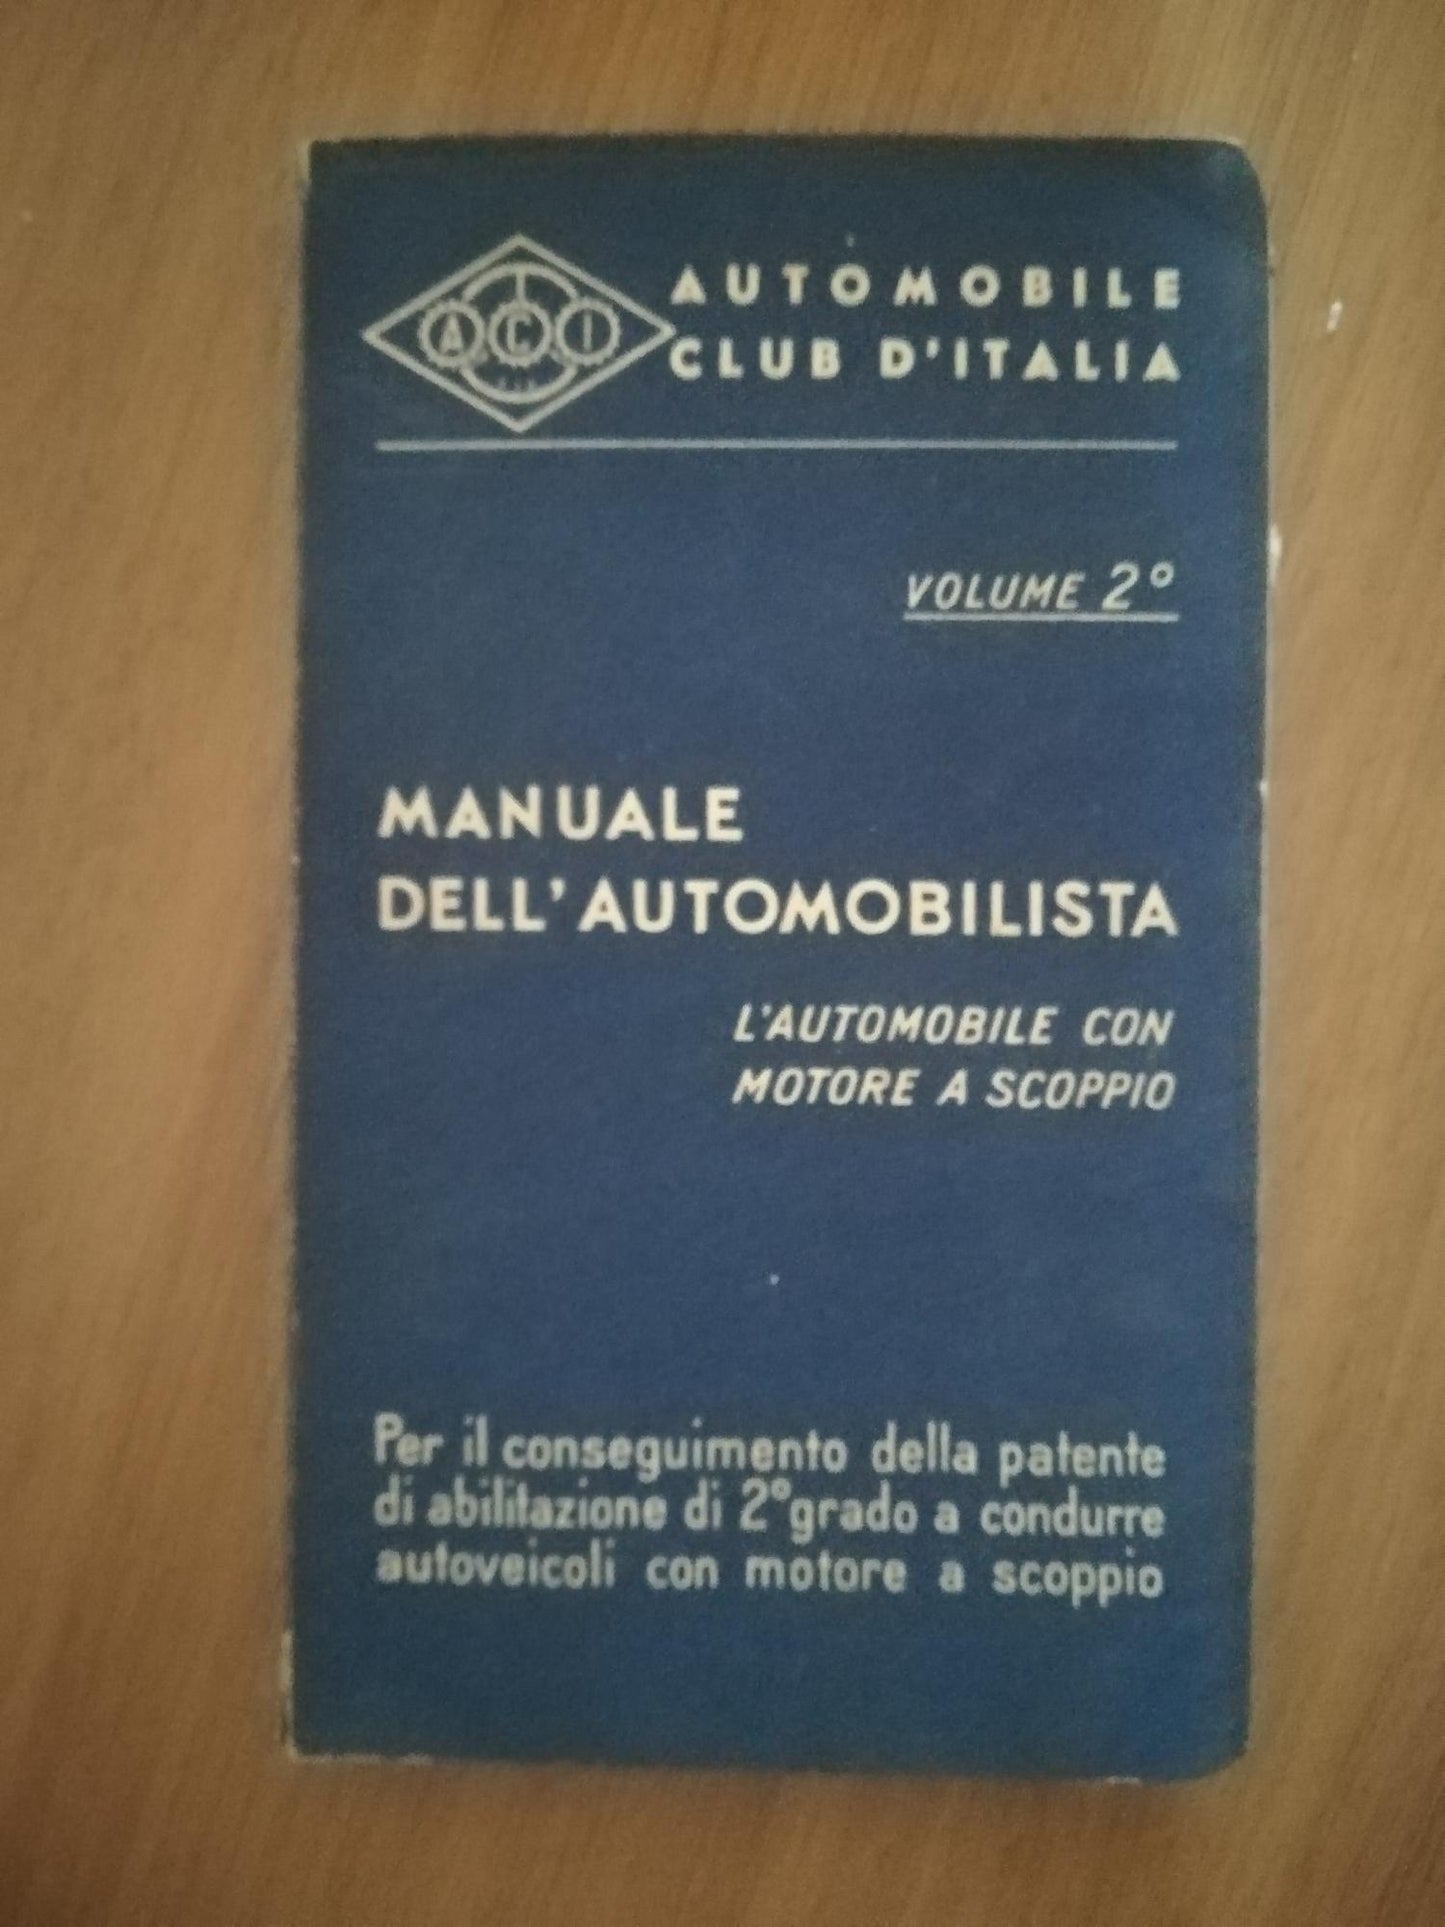 A C I
AUTOMOBILE
CLUB D'ITALIA
VOLUME 2°
MANUALE
DELL'AUTOMOBILISTA
L'AUTOMOBILE CON
MOTORE A SCOPPIO
Per il conseguimento della patente
di abilitazione di 2° grado a condurre
autoveicoli con motore a scoppio